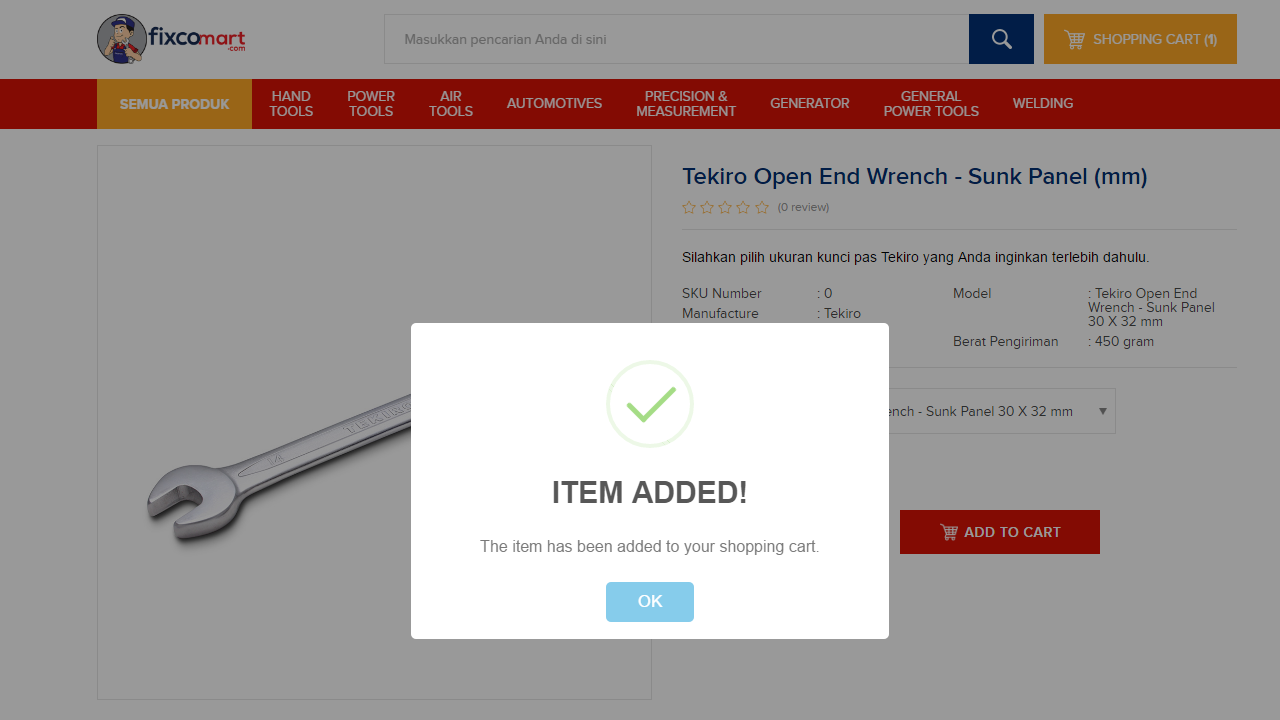 fixcomart
.com
Masukkan pencarian Anda di sini
SHOPPING CART (1)
SEMUA PRODUK
HAND
TOOLS
POWER
TOOLS
AIR
TOOLS
AUTOMOTIVES
PRECISION &
MEASUREMENT
GENERATOR
GENERAL
POWER TOOLS
WELDING
Tekiro Open End Wrench - Sunk Panel (mm)
(0 review)
Silahkan pilih ukuran kunci pas Tekiro yang Anda inginkan terlebih dahulu.
SKU Number : 0
Manufacture : Tekiro
Model : Tekiro Open End
Wrench - Sunk Panel
30 X 32 mm
Berat Pengiriman : 450 gram
ench - Sunk Panel 30 X 32 mm
ADD TO CART
TEKIRO
ITEM ADDED!
The item has been added to your shopping cart.
OK